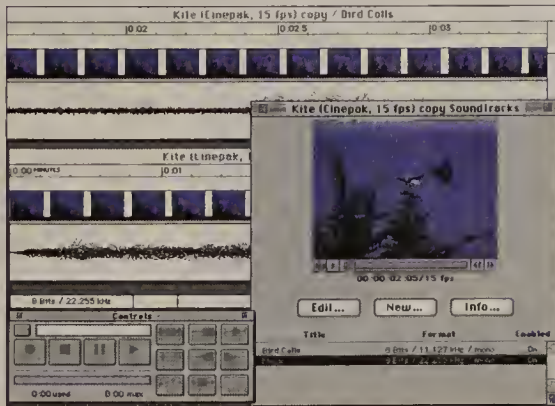 Kite (Cinepak, 15 fps) copy / Bird Calls
0:02
0:02.5
0:03
Kite (Cinepak, 15 fps) copy Soundtracks
Kite (Cinepak,
0:00 MINUTES
0:01
00:00:02:05/15 fps
Edit...
New...
Info...
8 Bits / 22.255 kHz
Controls
Title
Format
Enabled
Bird Calls
8 Bits / 11.127 kHz / mono
On
On
0:00 used
0:00 max